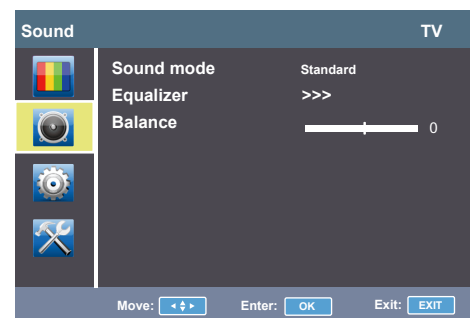 Sound TV
Sound mode Standard
Equalizer >>>
Balance 0
Move: Enter: OK Exit: EXIT